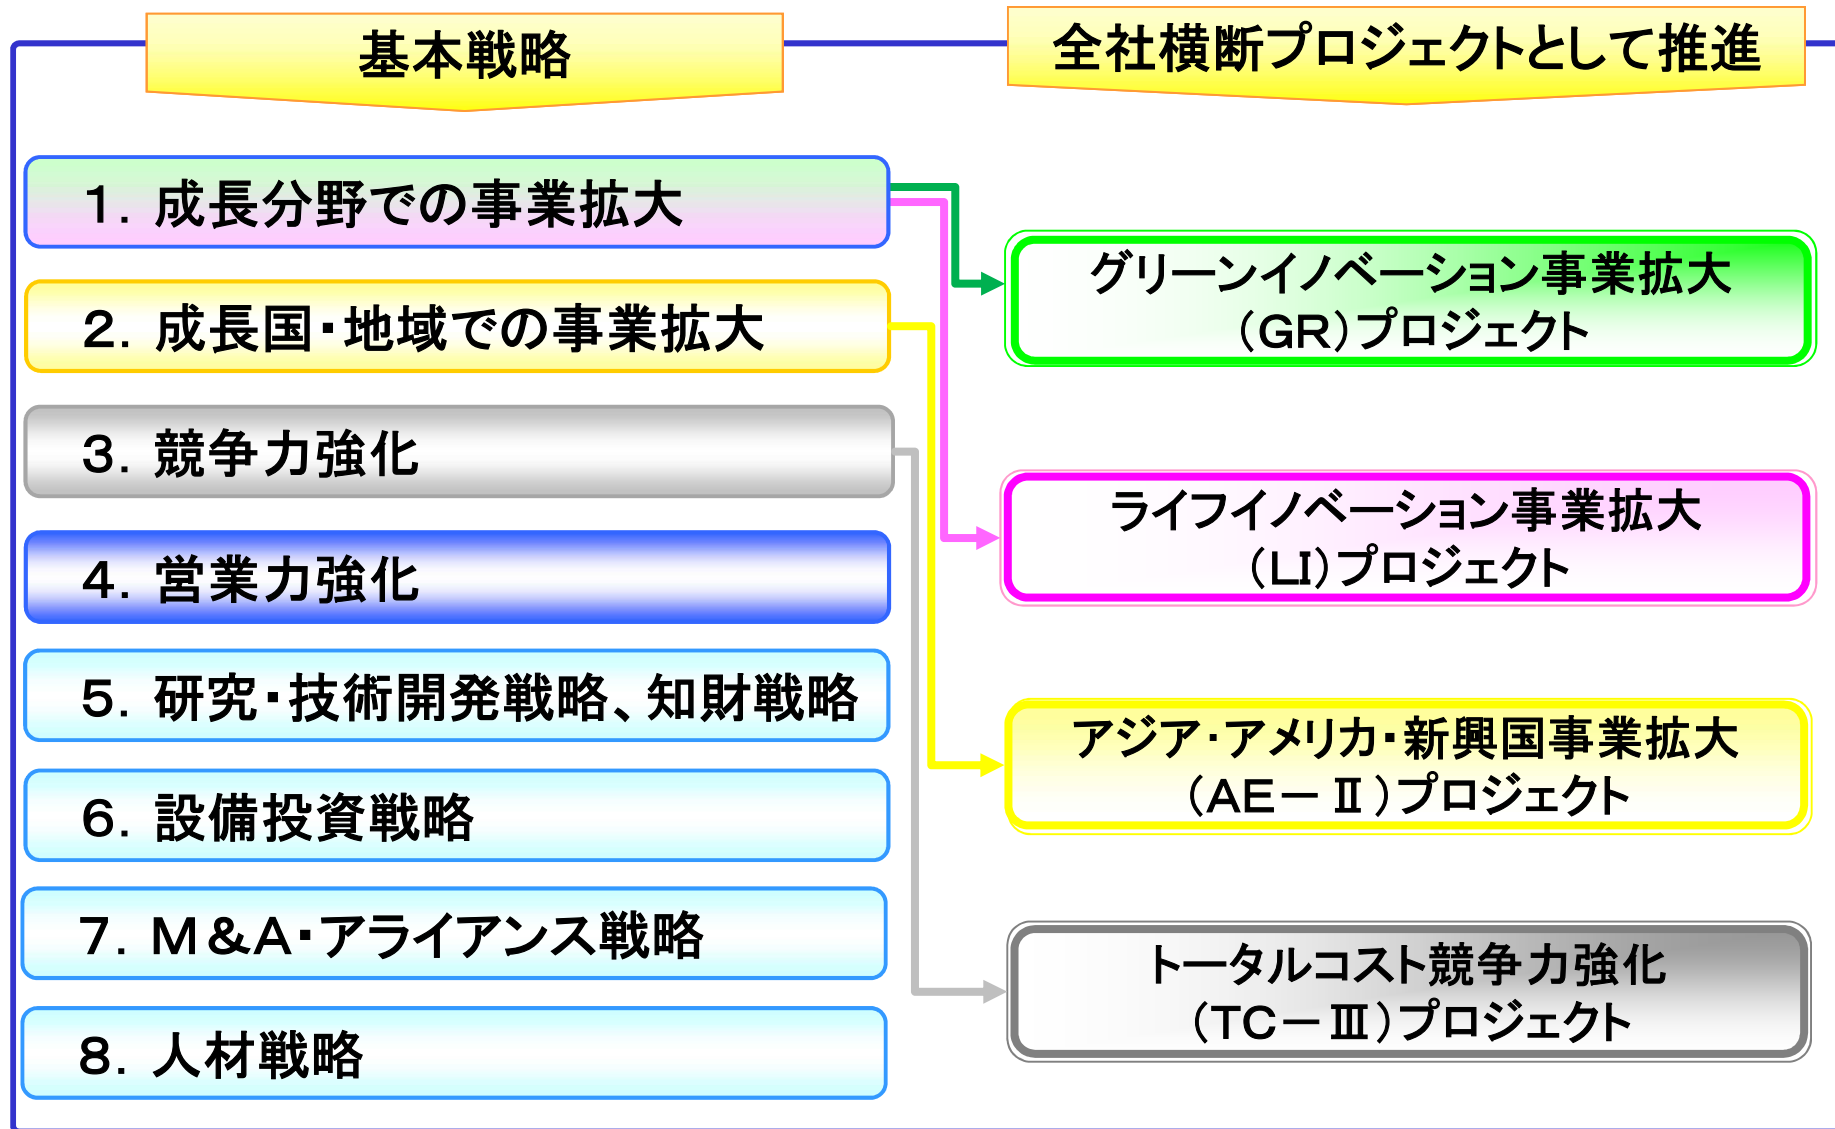 基本戦略
全社横断プロジェクトとして推進
１．成長分野での事業拡大
２．成長国・地域での事業拡大
３．競争力強化
４．営業力強化
５．研究・技術開発戦略、知財戦略
６．設備投資戦略
７．Ｍ＆Ａ・アライアンス戦略
８．人材戦略
グリーンイノベーション事業拡大
（ＧＲ）プロジェクト
ライフイノベーション事業拡大
（ＬＩ）プロジェクト
アジア・アメリカ・新興国事業拡大
（ＡＥ－Ⅱ）プロジェクト
トータルコスト競争力強化
（ＴＣ－Ⅲ）プロジェクト